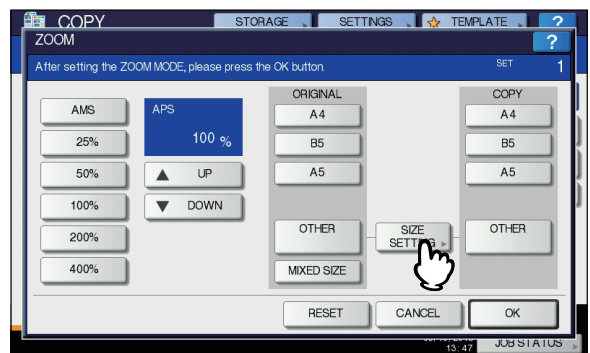 COPY STORAGE SETTINGS TEMPLATE ?
ZOOM ?
After setting the ZOOM MODE, please press the OK button. SET 1
ORIGINAL COPY
AMS APS A4 A4
25% 100 % B5 B5
50% UP A5 A5
100% DOWN
200% OTHER SIZE SETTING OTHER
400% MIXED SIZE
RESET CANCEL OK
13:47 JOB STATUS